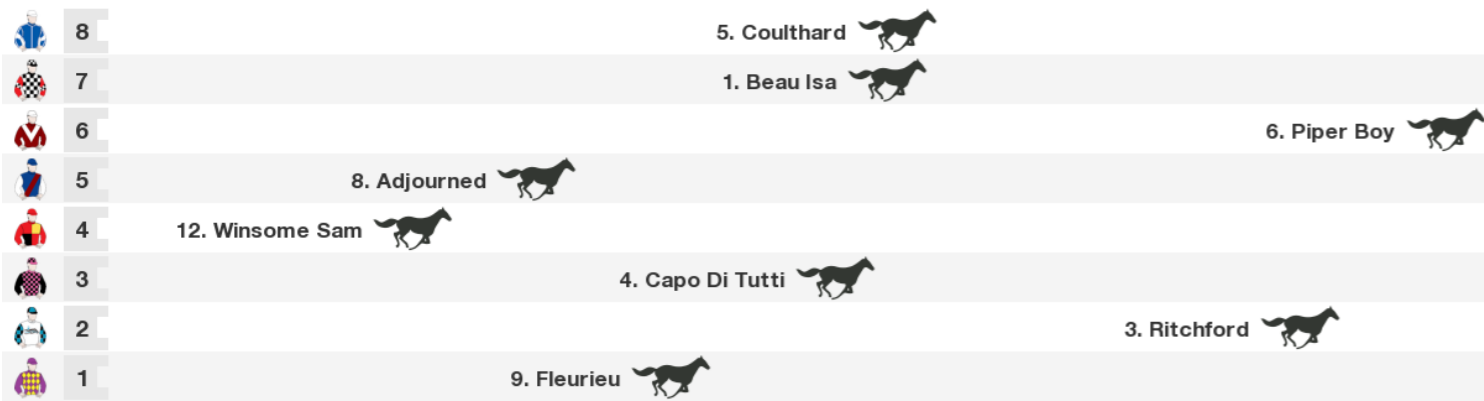 8 5. Coulthard
7 1. Beau Isa
6 6. Piper Boy
5 8. Adjourned
4 12. Winsome Sam
3 4. Capo Di Tutti
2 3. Ritchford
1 9. Fleurieu